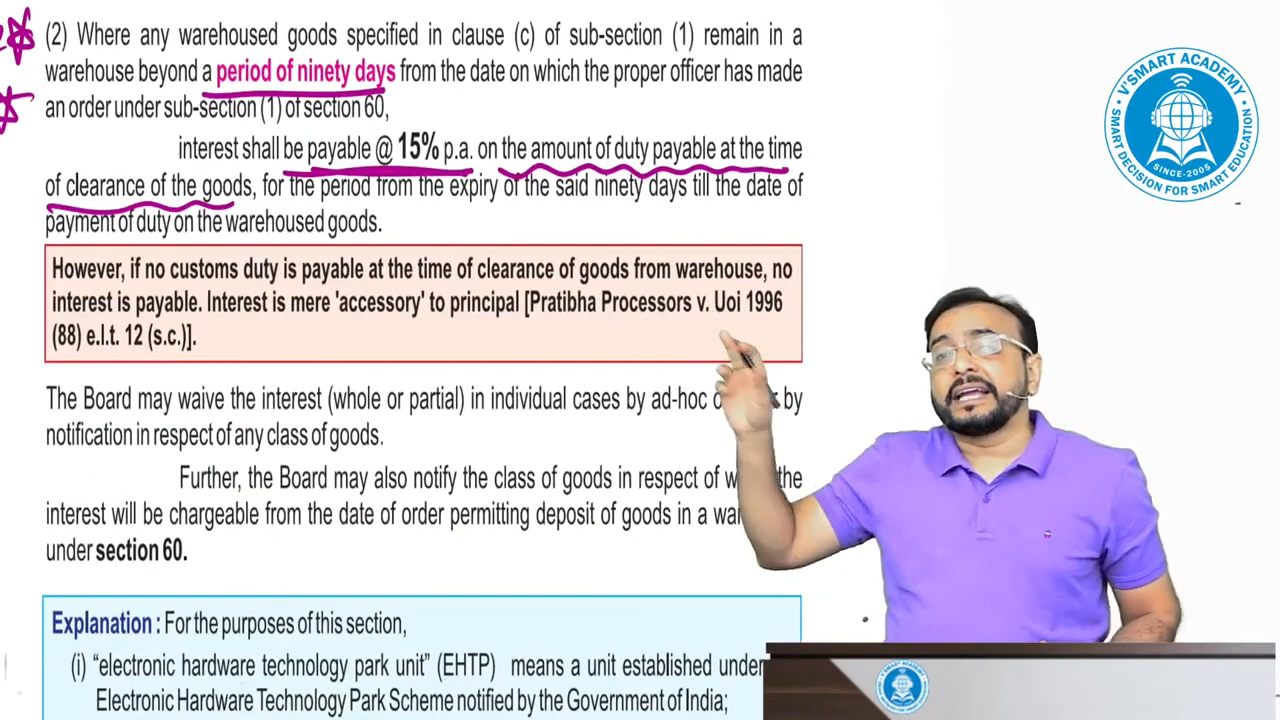 (2) Where any warehoused goods specified in clause (c) of sub-section (1) remain in a
warehouse beyond a period of ninety days from the date on which the proper officer has made
an order under sub-section (1) of section 60,
interest shall be payable @ 15% p.a. on the amount of duty payable at the time
of clearance of the goods, for the period from the expiry of the said ninety days till the date of
payment of duty on the warehoused goods.
However, if no customs duty is payable at the time of clearance of goods from warehouse, no
interest is payable. Interest is mere 'accessory' to principal [Pratibha Processors v. Uoi 1996
(88) e.l.t. 12 (s.c.)].
The Board may waive the interest (whole or partial) in individual cases by ad-hoc by
notification in respect of any class of goods.
Further, the Board may also notify the class of goods in respect of the
interest will be chargeable from the date of order permitting deposit of goods in a
under section 60.
Explanation : For the purposes of this section,
(i) “electronic hardware technology park unit” (EHTP) means a unit established under
Electronic Hardware Technology Park Scheme notified by the Government of India;
V'SMART ACADEMY
SINCE-2005
SMART DECISION FOR SMART EDUCATION